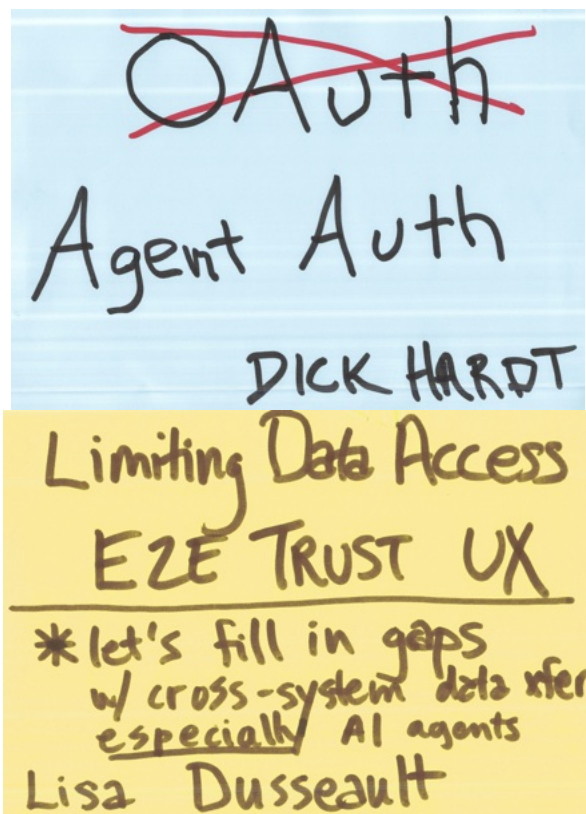 OAuth
Agent Auth
DICK HARDT
Limiting Data Access
E2E TRUST UX
* let's fill in gaps
w/ cross-system data xfer
especially AI agents
Lisa Dusseault